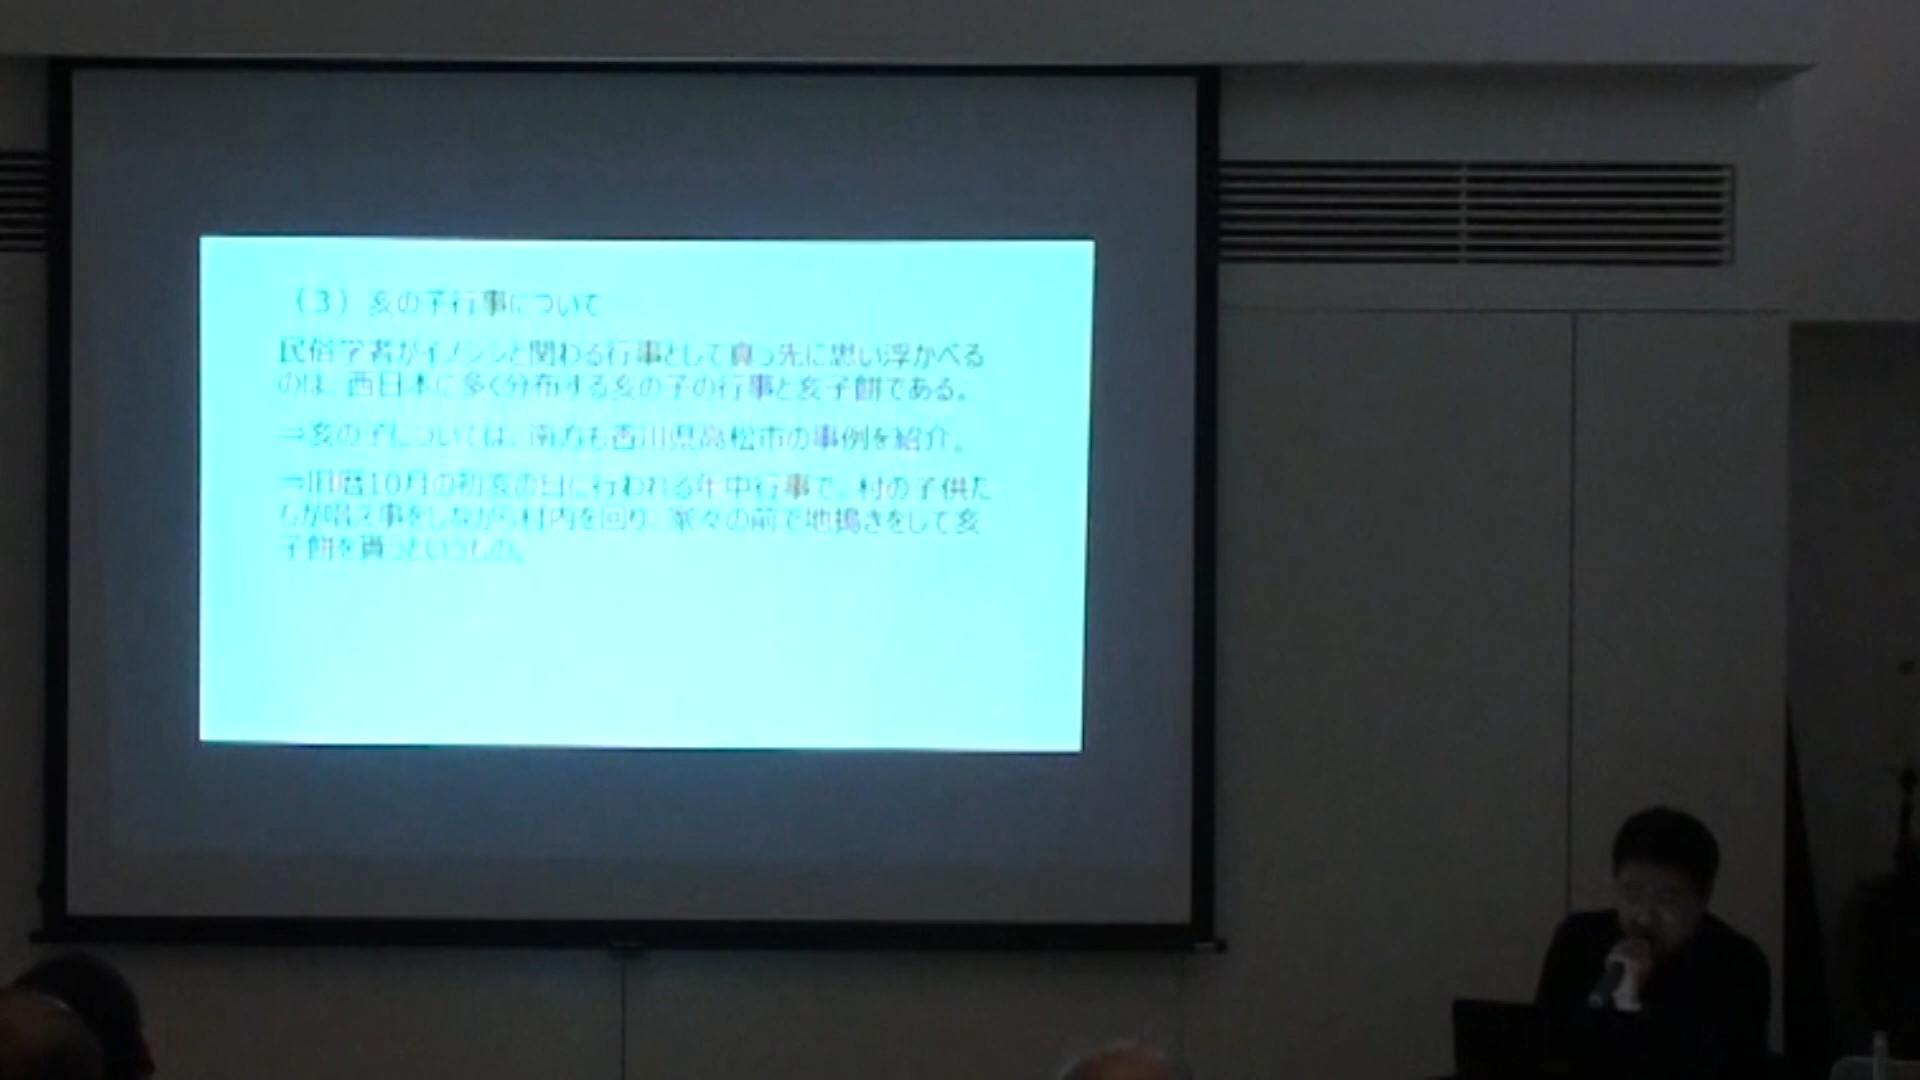 （３）亥の子行事について
民俗学者がイノシシと関わる行事として真っ先に思い浮かべる
のは、西日本に多く分布する亥の子の行事と亥子餅である。
⇒亥の子については、南方も香川県高松市の事例を紹介。
⇒旧暦10月の初亥の日に行われる年中行事で、村の子供た
ちが唱え事をしながら村内を回り、家々の前で地搗きをして亥
子餅を貰うというもの。